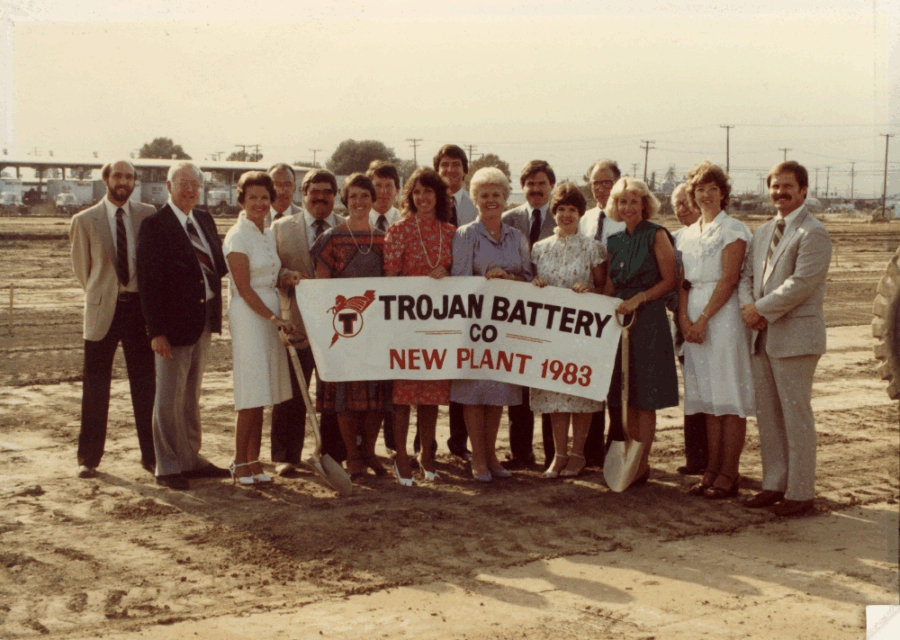 T
TROJAN BATTERY
CO
NEW PLANT 1983